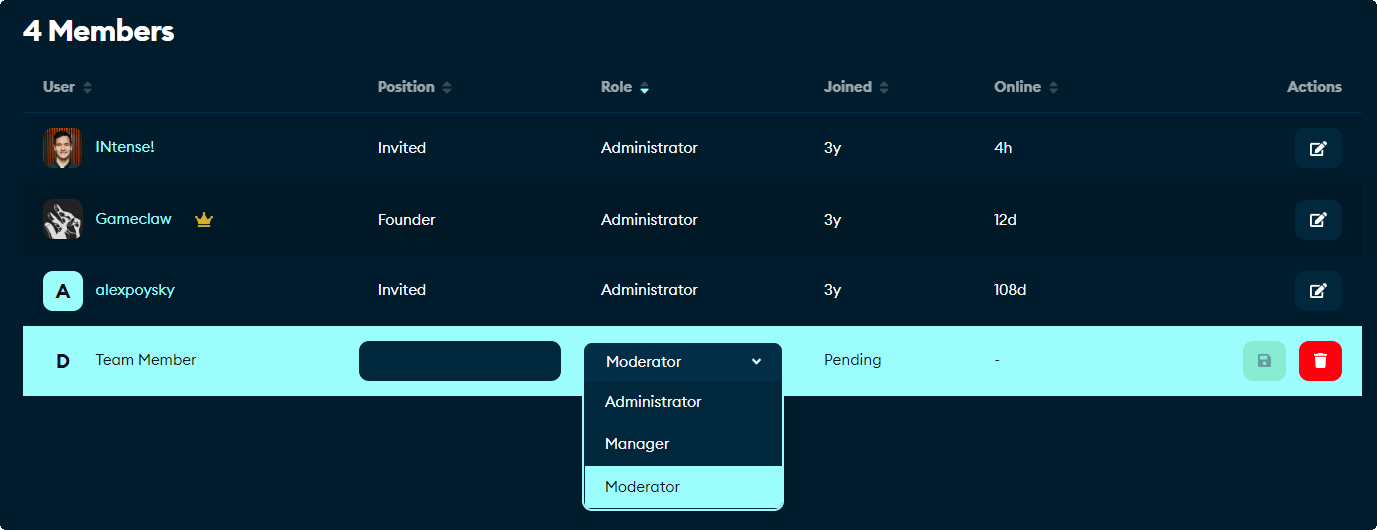 4 Members
User Position Role Joined Online Actions
INtense! Invited Administrator 3y 4h
Gameclaw Founder Administrator 3y 12d
A alexpoysky Invited Administrator 3y 108d
D Team Member Moderator Pending -
Administrator
Manager
Moderator